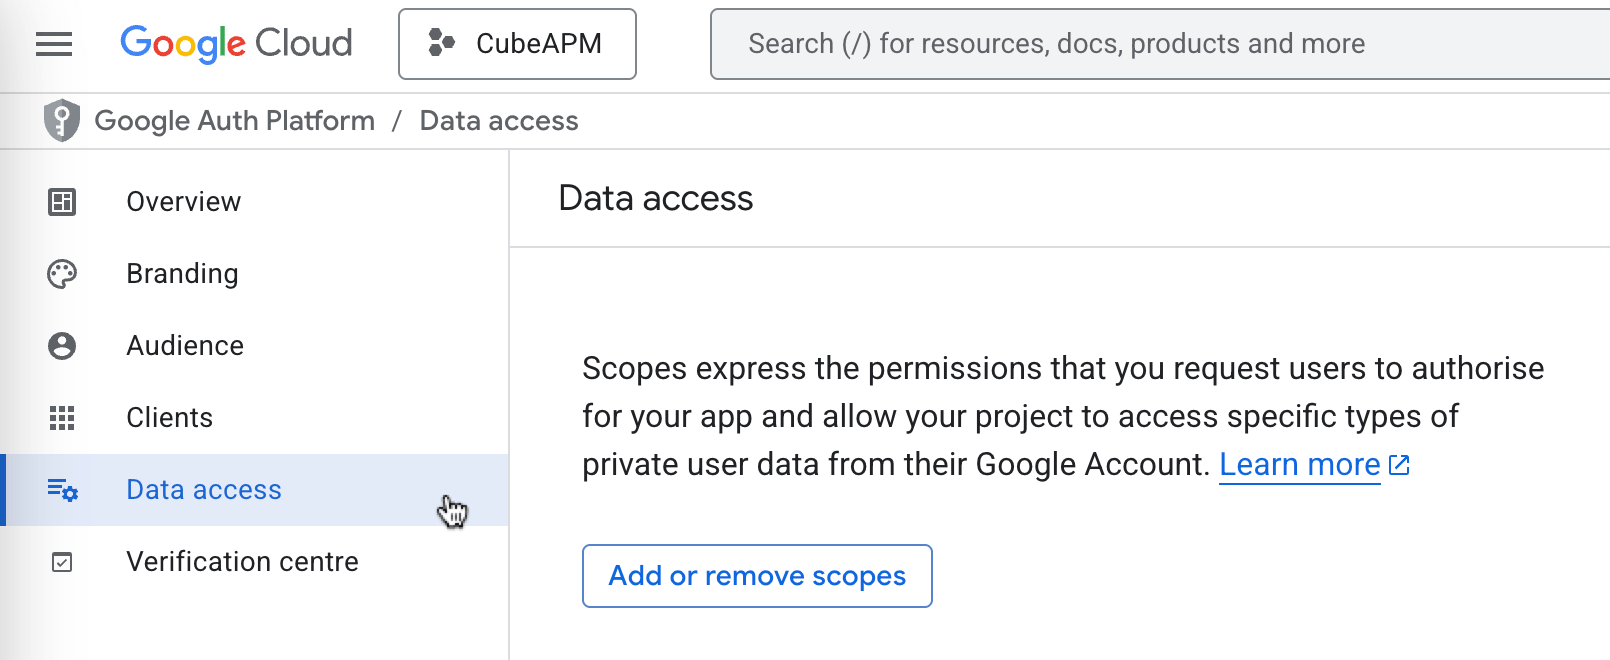 Google Cloud
CubeAPM
Search (/) for resources, docs, products and more
Google Auth Platform / Data access
Overview
Branding
Audience
Clients
Data access
Verification centre
Data access
Scopes express the permissions that you request users to authorise
for your app and allow your project to access specific types of
private user data from their Google Account. Learn more
Add or remove scopes